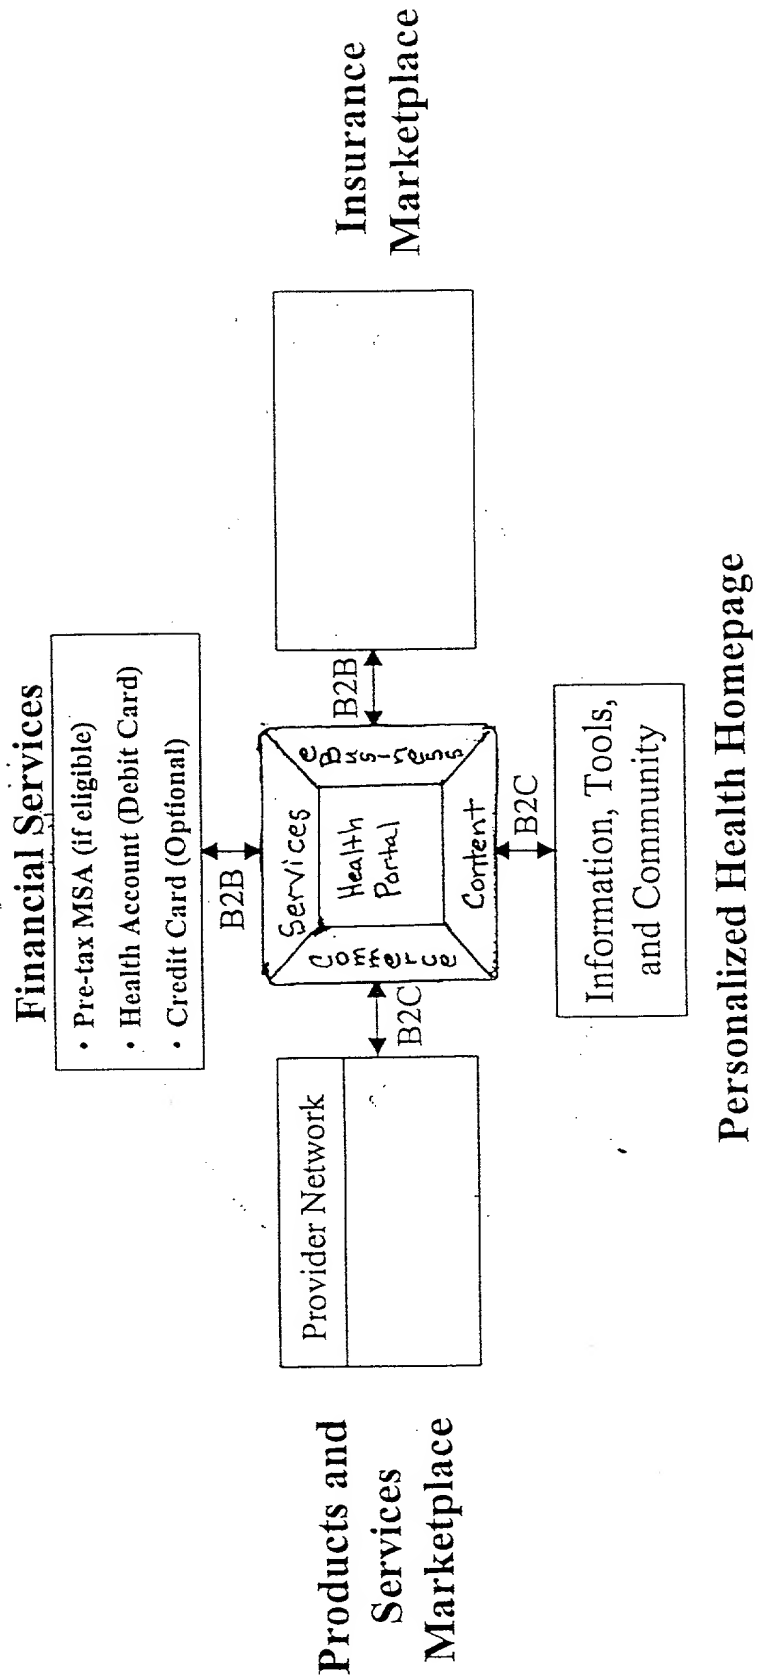 Financial Services
• Pre-tax MSA (if eligible)
• Health Account (Debit Card)
• Credit Card (Optional)
B2B
Products and
Services
Marketplace
Provider Network
B2C
Services
Commerce
Health
Portal
eBusiness
Content
B2B
Insurance
Marketplace
B2C
Information, Tools,
and Community
Personalized Health Homepage